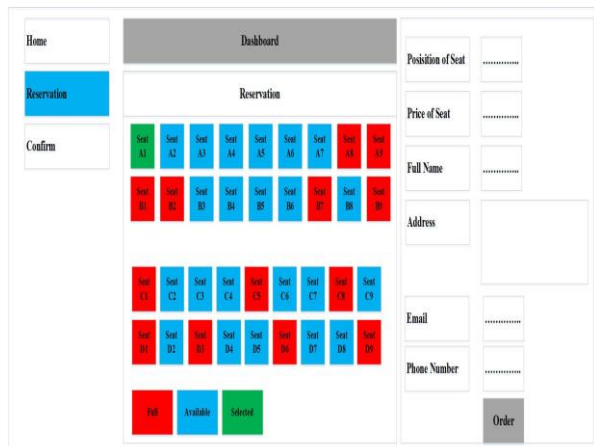 Home
Reservation
Confirm
Dashboard
Reservation
Seat A1 Seat A2 Seat A3 Seat A4 Seat A5 Seat A6 Seat A7 Seat A8 Seat A9
Seat B1 Seat B2 Seat B3 Seat B4 Seat B5 Seat B6 Seat B7 Seat B8 Seat B9
Seat C1 Seat C2 Seat C3 Seat C4 Seat C5 Seat C6 Seat C7 Seat C8 Seat C9
Seat D1 Seat D2 Seat D3 Seat D4 Seat D5 Seat D6 Seat D7 Seat D8 Seat D9
Full Available Selected
Posisition of Seat ..............
Price of Seat ..............
Full Name ..............
Address
Email ..............
Phone Number ..............
Order